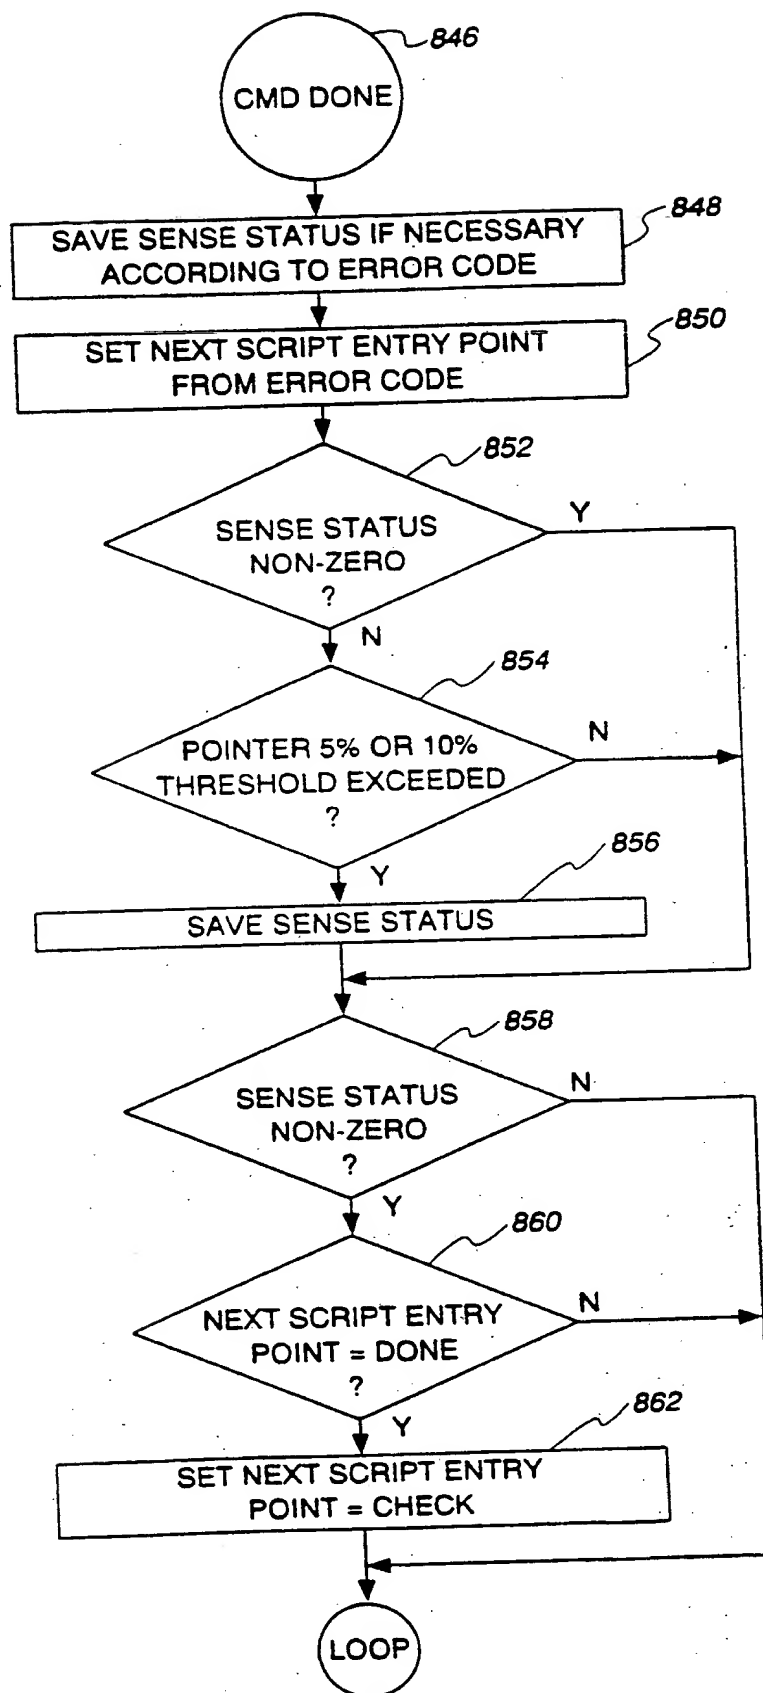 846
CMD DONE
848
SAVE SENSE STATUS IF NECESSARY
ACCORDING TO ERROR CODE
850
SET NEXT SCRIPT ENTRY POINT
FROM ERROR CODE
852
Y
SENSE STATUS
NON-ZERO
?
N
854
N
POINTER 5% OR 10%
THRESHOLD EXCEEDED
?
856
Y
SAVE SENSE STATUS
858
N
SENSE STATUS
NON-ZERO
?
Y
860
N
NEXT SCRIPT ENTRY
POINT = DONE
?
862
Y
SET NEXT SCRIPT ENTRY
POINT = CHECK
LOOP